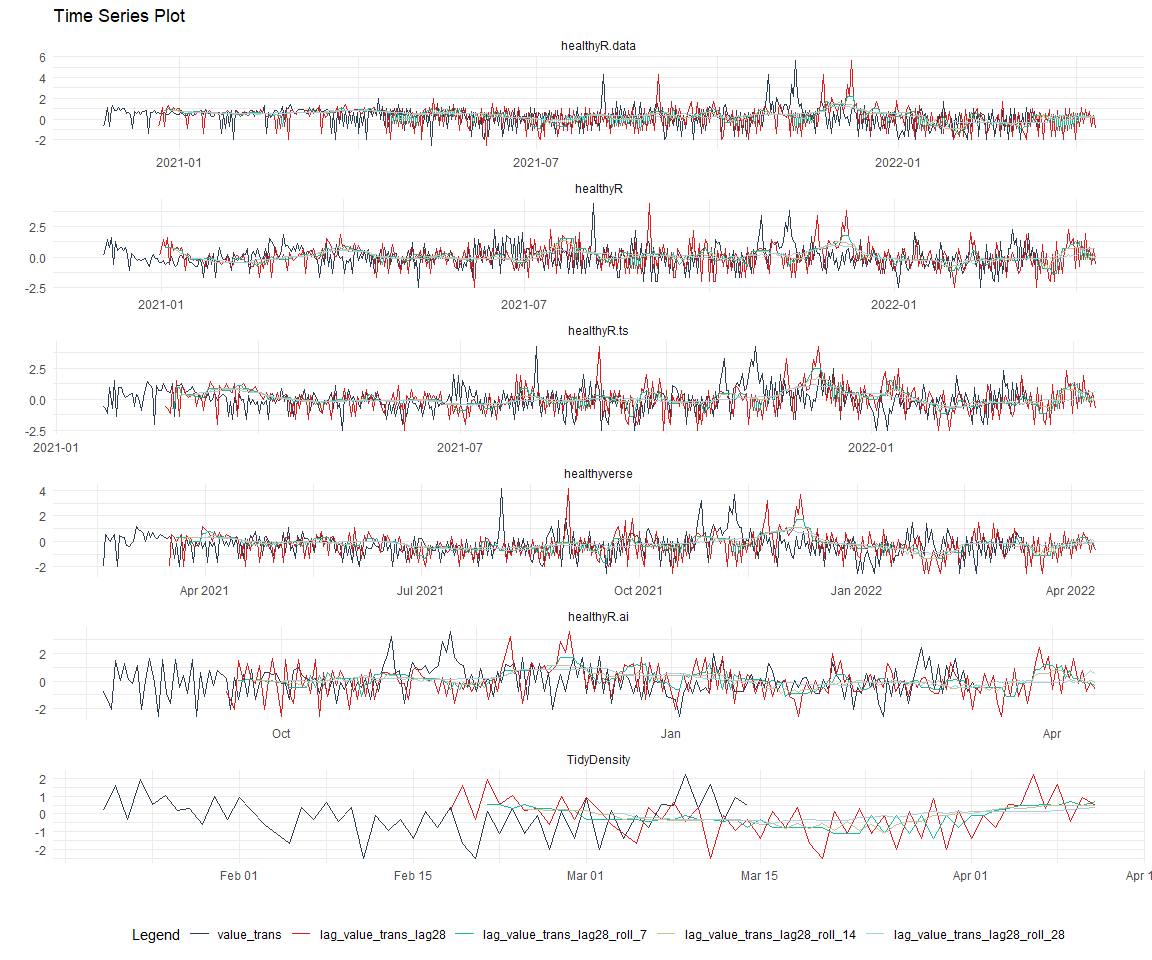 Time Series Plot
healthyR.data
6
4
2
0
-2
2021-01 2021-07 2022-01
healthyR
2.5
0.0
-2.5
2021-01 2021-07 2022-01
healthyR.ts
2.5
0.0
-2.5
2021-01 2021-07 2022-01
healthyverse
4
2
0
-2
Apr 2021 Jul 2021 Oct 2021 Jan 2022 Apr 2022
healthyR.ai
2
0
-2
Oct Jan Apr
TidyDensity
2
1
0
-1
-2
Feb 01 Feb 15 Mar 01 Mar 15 Apr 01 Apr 1
Legend value_trans lag_value_trans_lag28 lag_value_trans_lag28_roll_7 lag_value_trans_lag28_roll_14 lag_value_trans_lag28_roll_28